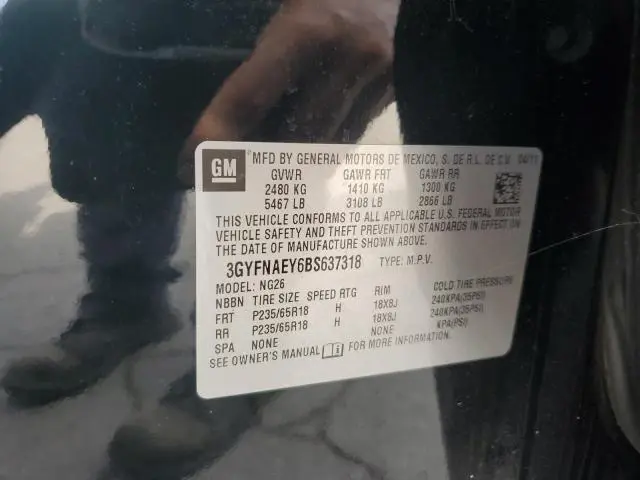 GM
MFD BY GENERAL MOTORS DE MEXICO, S. DE R.L. DE C.V. 04/11
GVWR GAWR FRT GAWR RR
2480 KG 1410 KG 1300 KG
5467 LB 3108 LB 2866 LB
THIS VEHICLE CONFORMS TO ALL APPLICABLE U.S. FEDERAL MOTOR
VEHICLE SAFETY AND THEFT PREVENTION STANDARDS IN EFFECT ON
THE DATE OF MANUFACTURE SHOWN ABOVE.
3GYFNAEY6BS637318 TYPE: M.P.V.
MODEL: NG26
NBBN TIRE SIZE SPEED RTG RIM COLD TIRE PRESSURE
FRT P235/65R18 H 18X8J 240KPA(35PSI)
RR P235/65R18 H 18X8J 240KPA(35PSI)
SPA NONE NONE KPA(PSI)
SEE OWNER'S MANUAL FOR MORE INFORMATION.